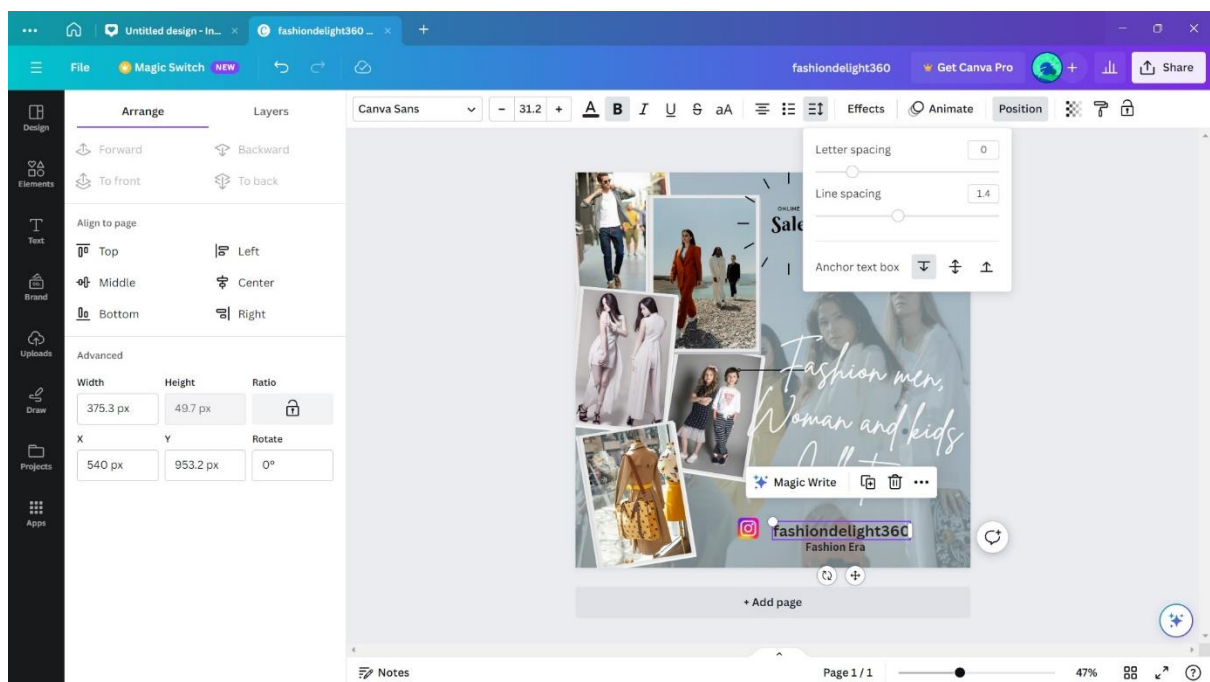 Untitled design - In...
fashiondelight360 ...
File
Magic Switch NEW
fashiondelight360
Get Canva Pro
Share
Design
Elements
Text
Brand
Uploads
Draw
Projects
Apps
Arrange Layers
Forward Backward
To front To back
Align to page
Top Left
Middle Center
Bottom Right
Advanced
Width Height Ratio
375.3 px 49.7 px
X Y Rotate
540 px 953.2 px 0°
Canva Sans - 31.2 + A B I U S aA Effects Animate Position
Letter spacing 0
Line spacing 1.4
Anchor text box
ONLINE
Sale
Fashion men,
Woman and kids
Magic Write
fashiondelight360
Fashion Era
+ Add page
Notes
Page 1 / 1
47%